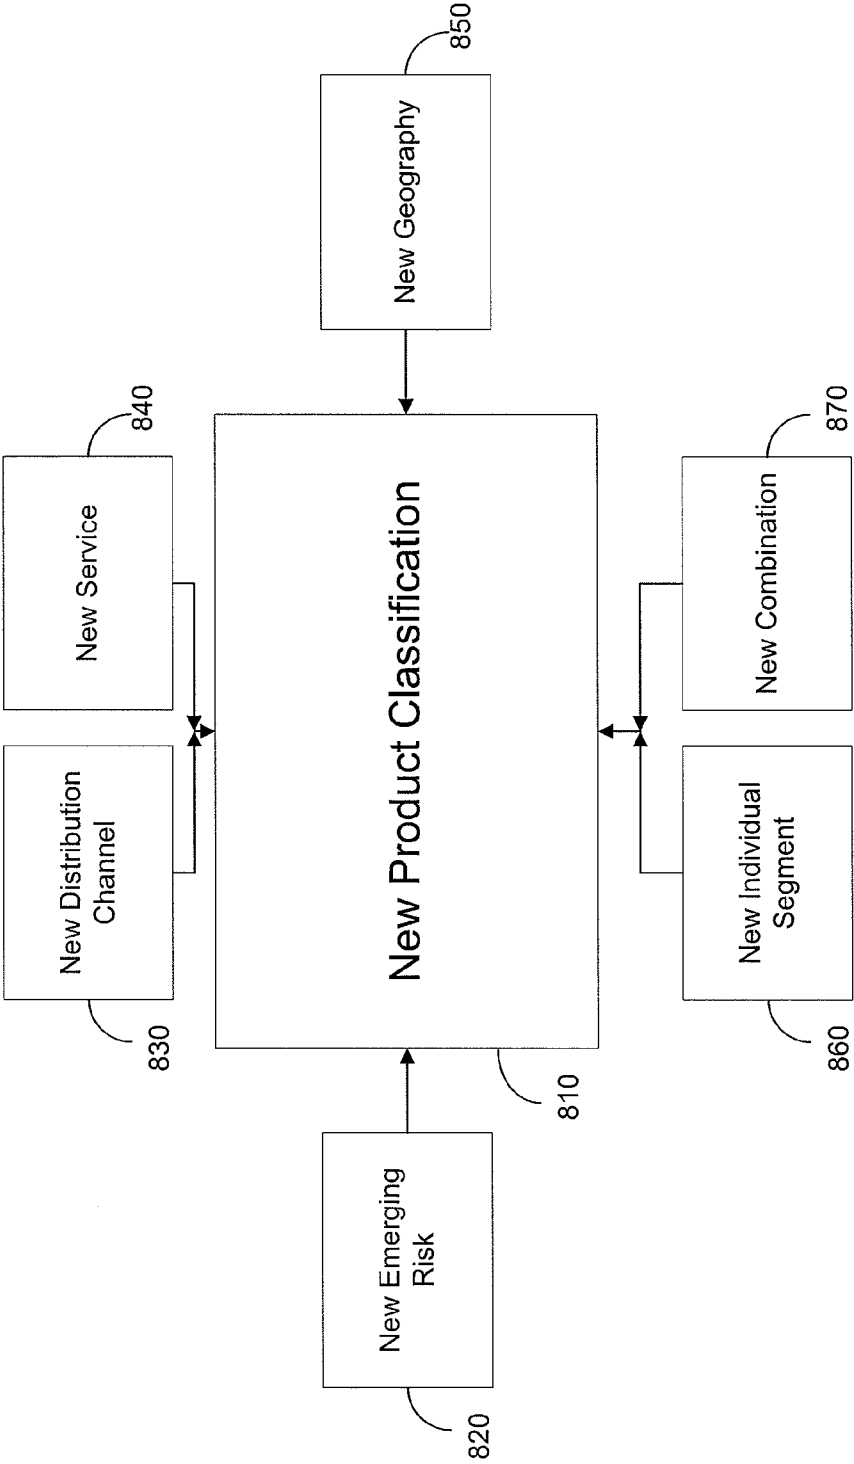 830
840
New Distribution
Channel
New Service
820
New Emerging
Risk
810
New Product Classification
New Geography
850
860
New Individual
Segment
New Combination
870